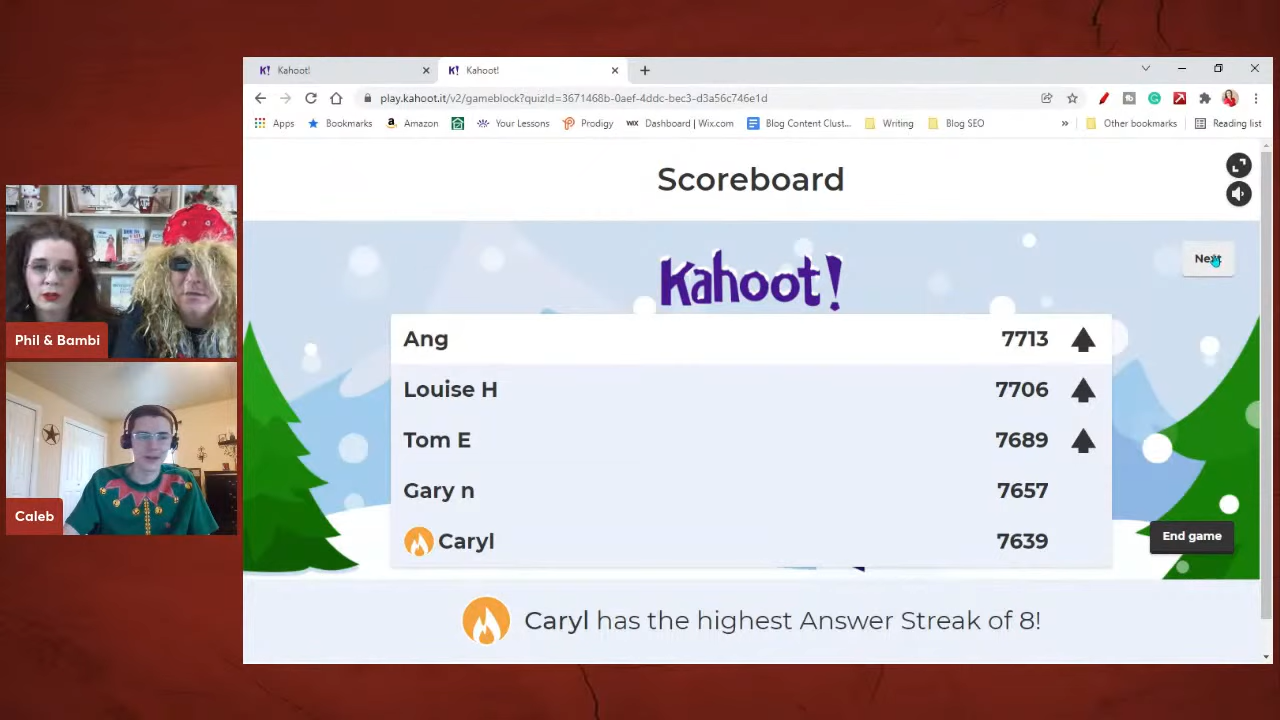 K! Kahoot!
K! Kahoot!
play.kahoot.it/v2/gameblock?quizId=3671468b-0aef-4ddc-bec3-d3a56c746e1d
Apps Bookmarks Amazon Your Lessons Prodigy WIX Dashboard | Wix.com Blog Content Clust... Writing Blog SEO » Other bookmarks Reading list
Scoreboard
Kahoot!
Next
Ang 7713
Louise H 7706
Tom E 7689
Gary n 7657
Caryl 7639
End game
Caryl has the highest Answer Streak of 8!
Phil & Bambi
Caleb